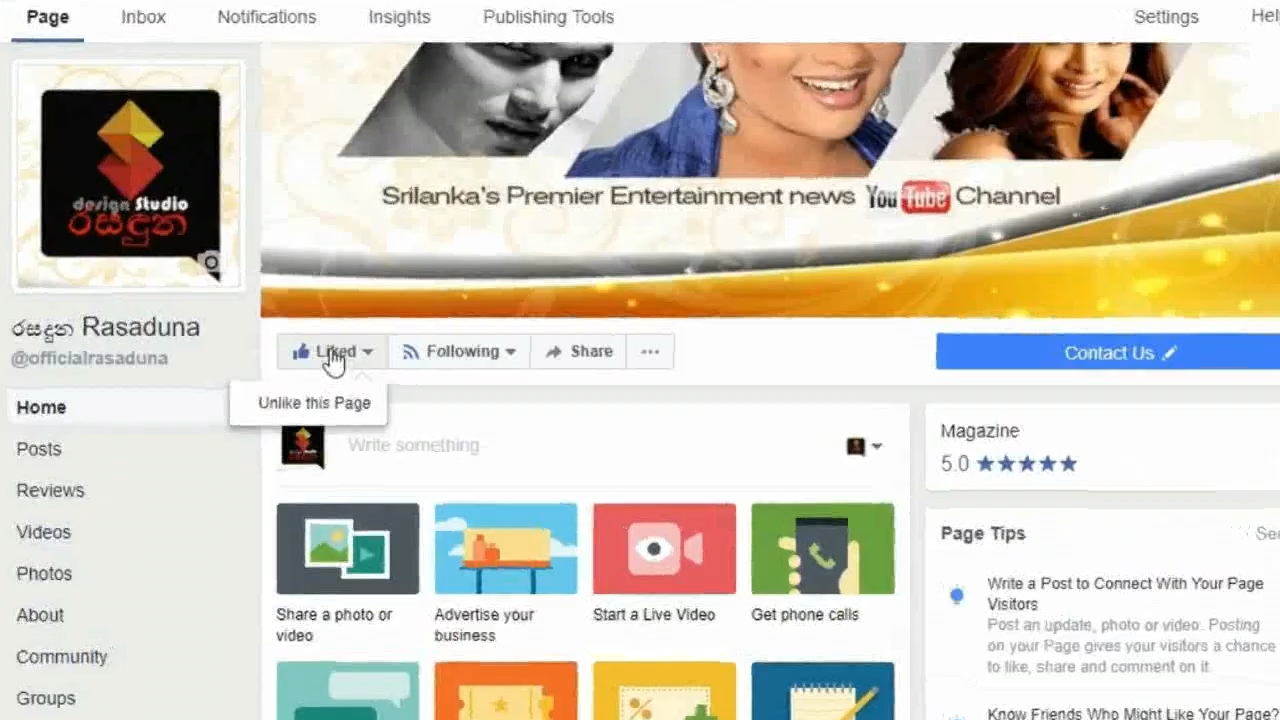 Page Inbox Notifications Insights Publishing Tools Settings
design Studio
රසඳුන
Srilanka's Premier Entertainment news YouTube Channel
රසඳුන Rasaduna
@officialrasaduna
Liked Following Share ... Contact Us
Unlike this Page
Home
Posts
Reviews
Videos
Photos
About
Community
Groups
Write something
Share a photo or
video
Advertise your
business
Start a Live Video
Get phone calls
Magazine
5.0
Page Tips
Write a Post to Connect With Your Page
Visitors
Post an update, photo or video. Posting
on your Page gives your visitors a chance
to like, share and comment on it.
Know Friends Who Might Like Your Page?